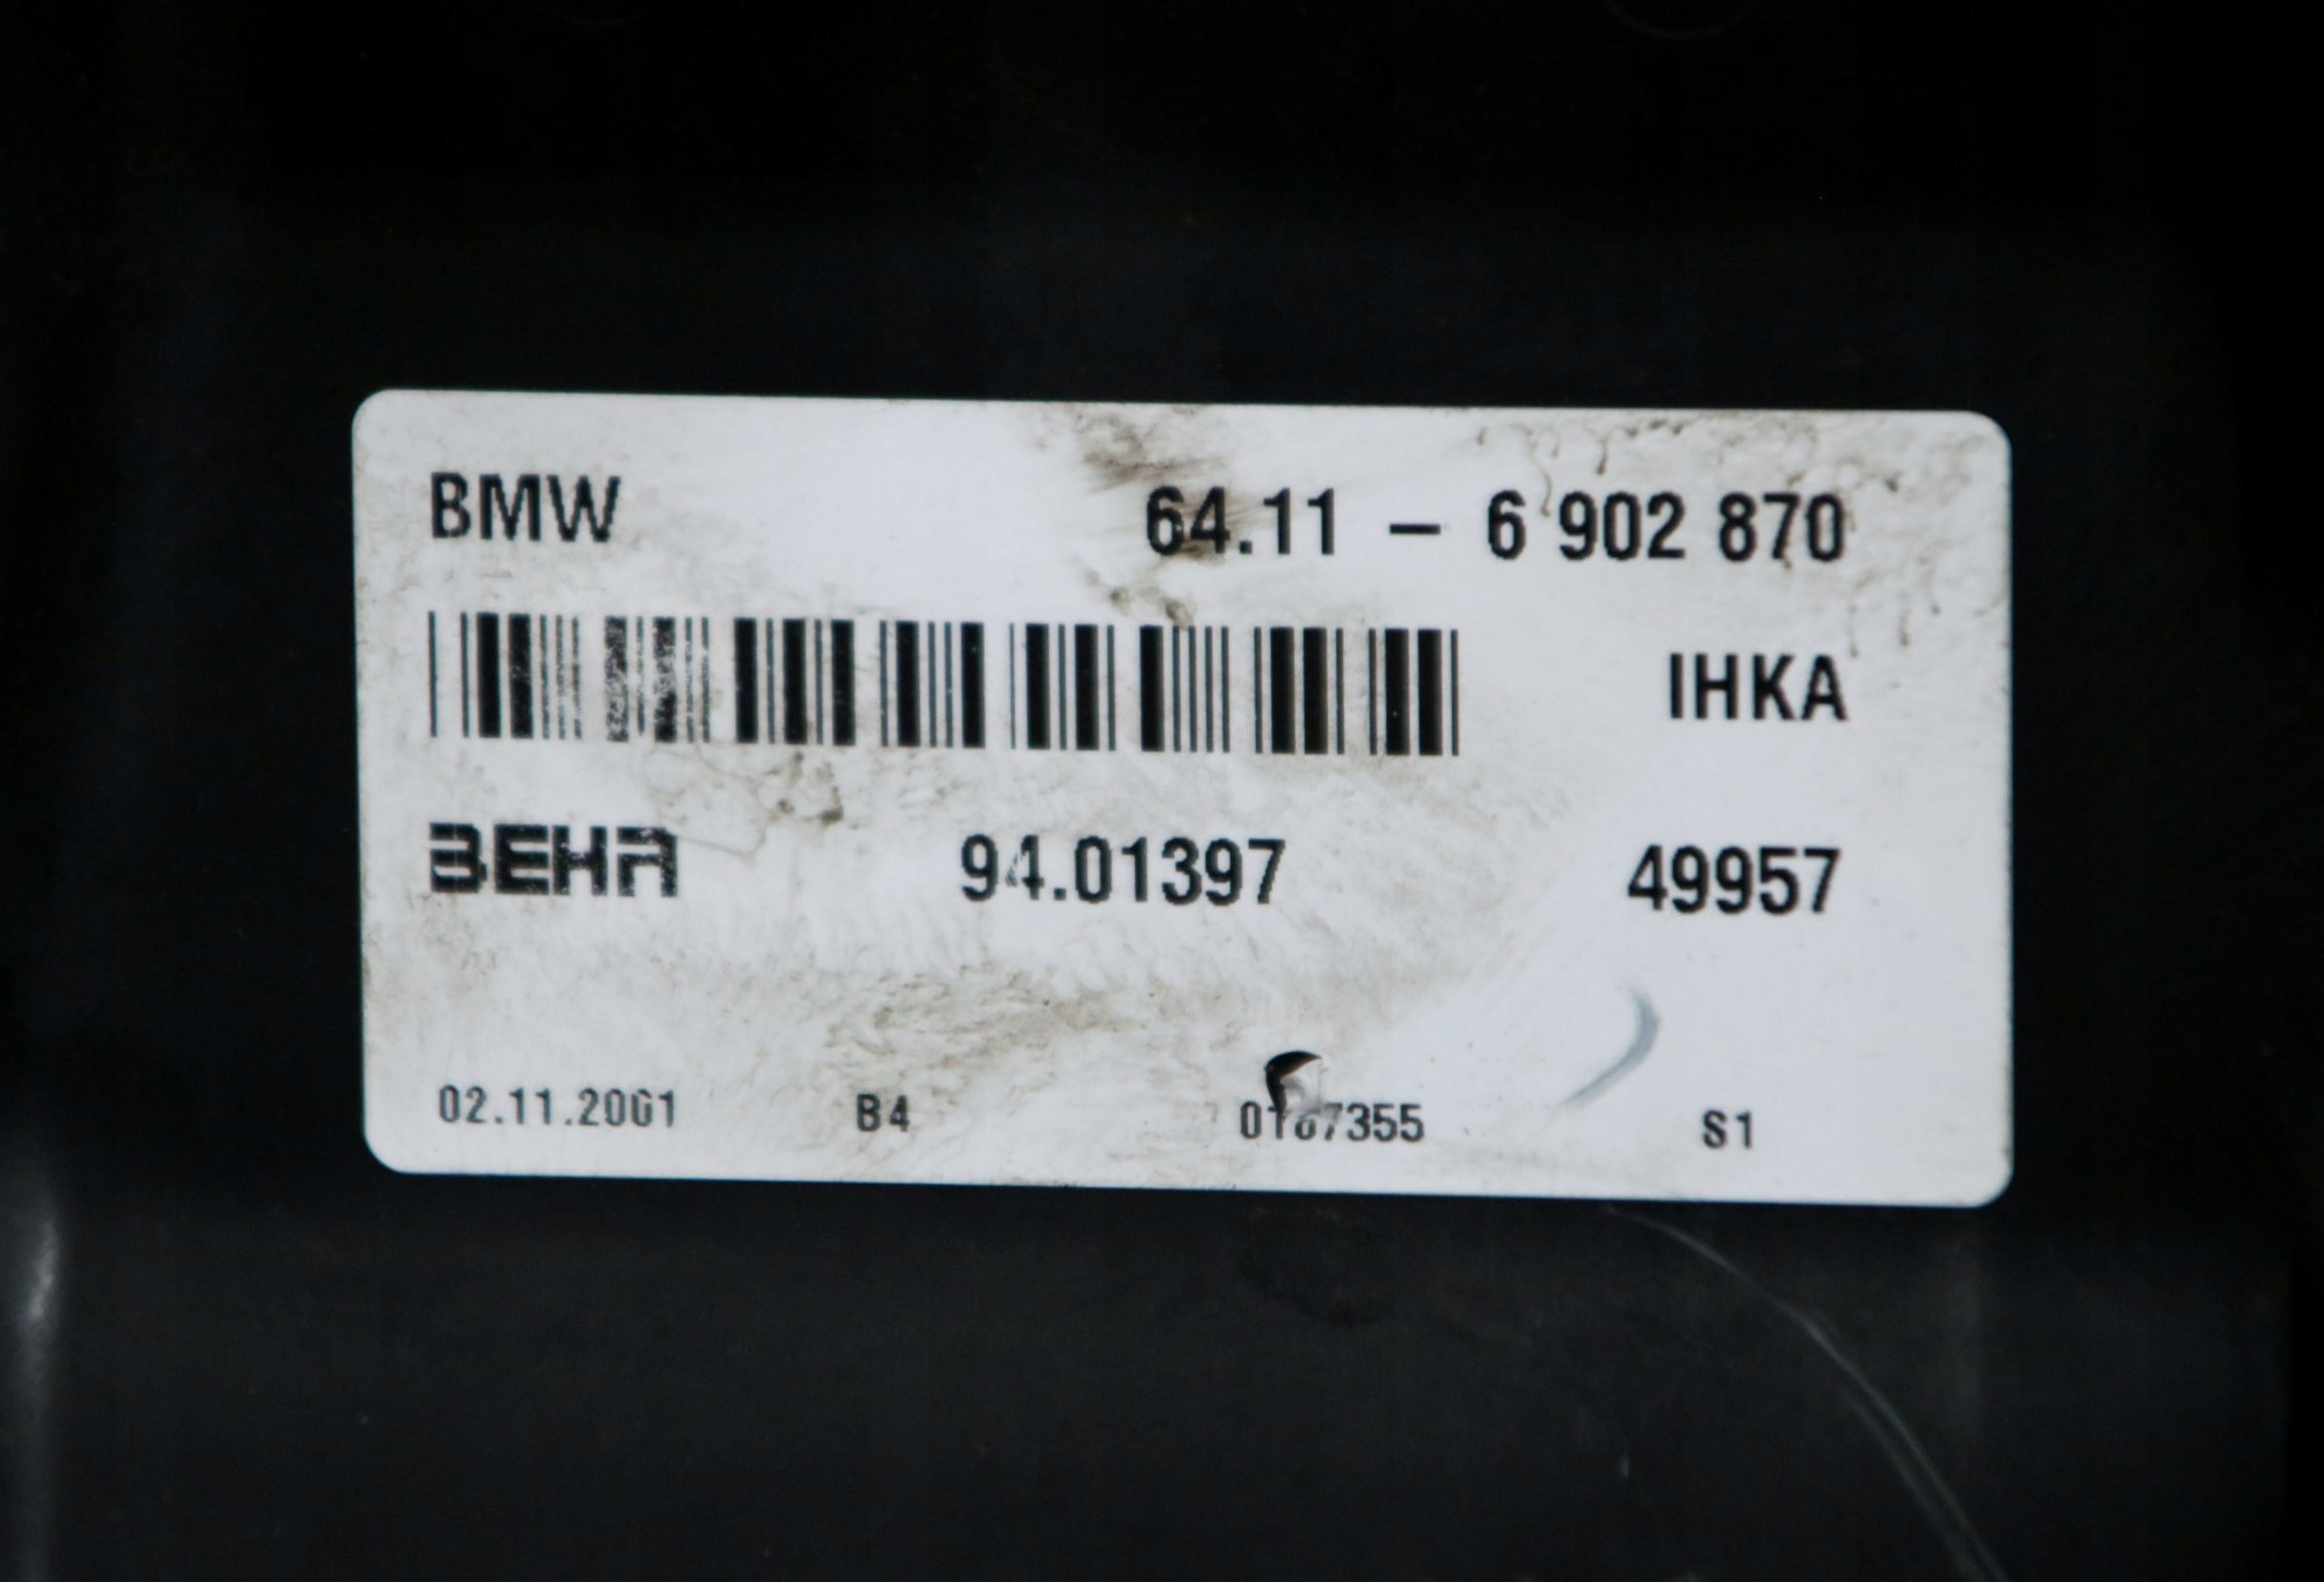 BMW 64.11 – 6 902 870
IHKA
BEHR 94.01397 49957
02.11.2001 B4 S1